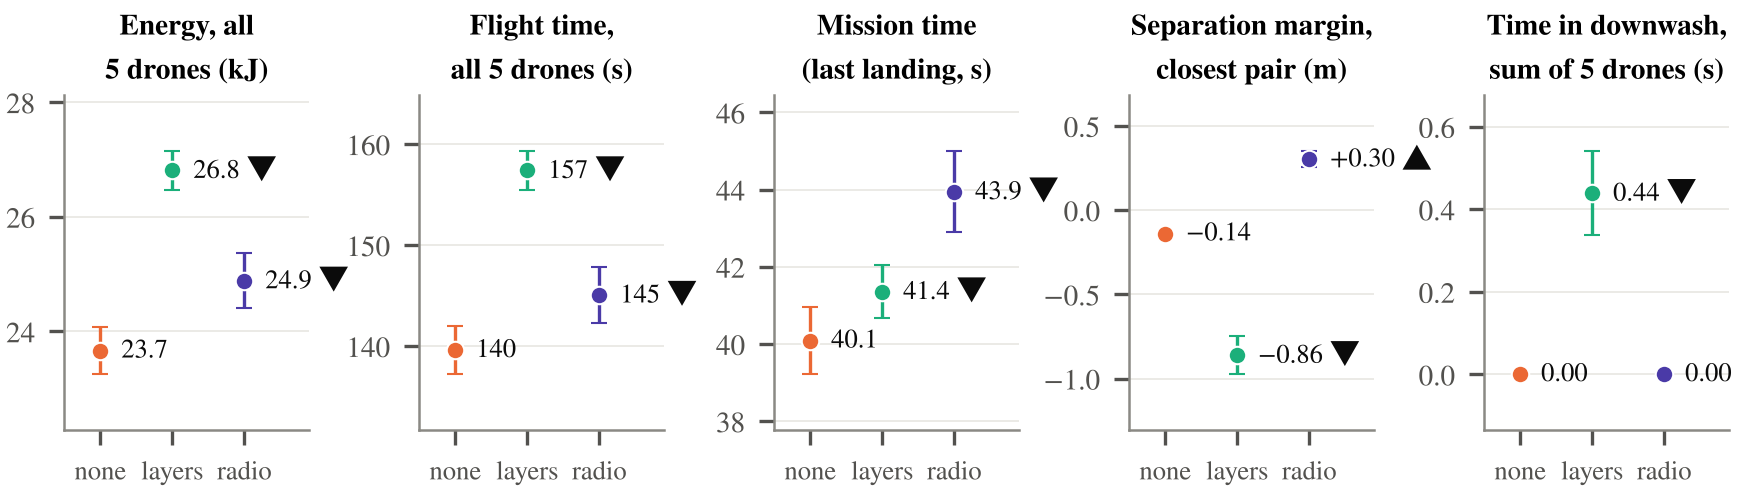 Energy, all
5 drones (kJ)
28
26
24
26.8
24.9
23.7
none layers radio
Flight time,
all 5 drones (s)
160
150
140
157
145
140
none layers radio
Mission time
(last landing, s)
46
44
42
40
38
43.9
41.4
40.1
none layers radio
Separation margin,
closest pair (m)
0.5
0.0
−0.5
−1.0
+0.30
−0.14
−0.86
none layers radio
Time in downwash,
sum of 5 drones (s)
0.6
0.4
0.2
0.0
0.44
0.00
0.00
none layers radio